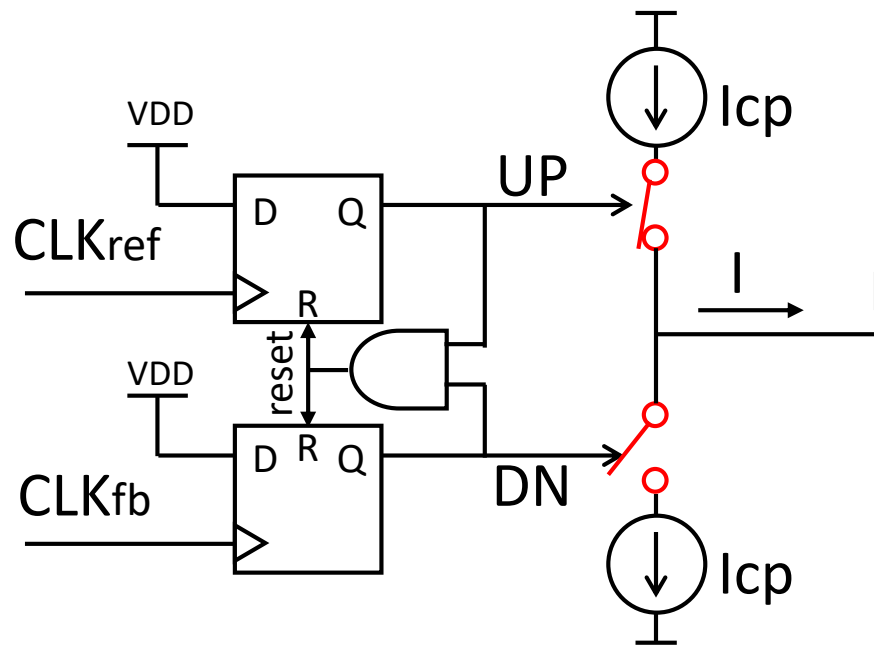 VDD
D Q
UP
Icp
CLKref
R
I
reset
VDD
R
D Q
DN
CLKfb
Icp